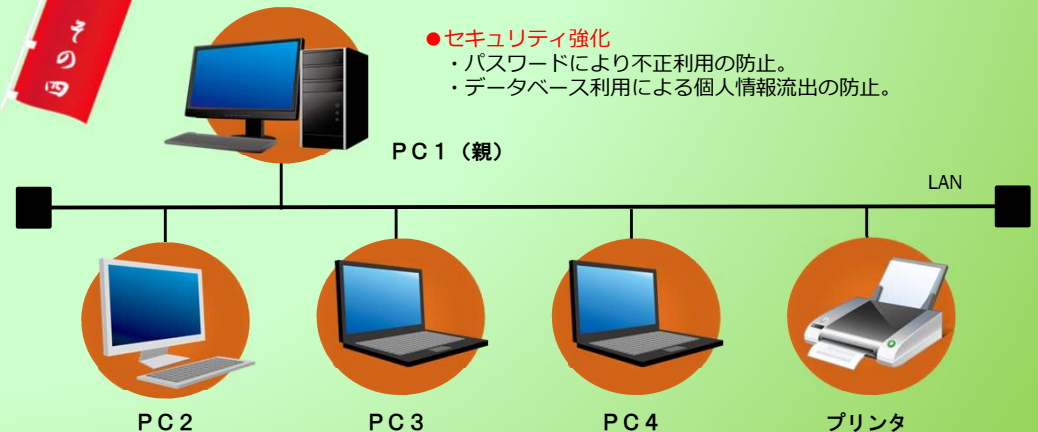 その四
●セキュリティ強化
・パスワードにより不正利用の防止。
・データベース利用による個人情報流出の防止。
ＰＣ１（親）
LAN
ＰＣ２
ＰＣ３
ＰＣ４
プリンタ